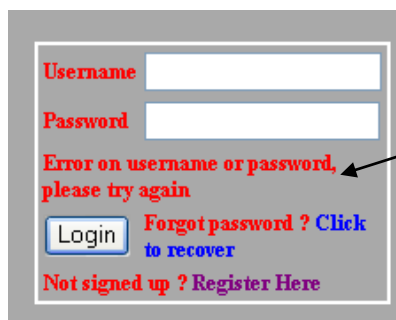 Username
Password
Error on username or password,
please try again
Login
Forgot password ? Click
to recover
Not signed up ? Register Here